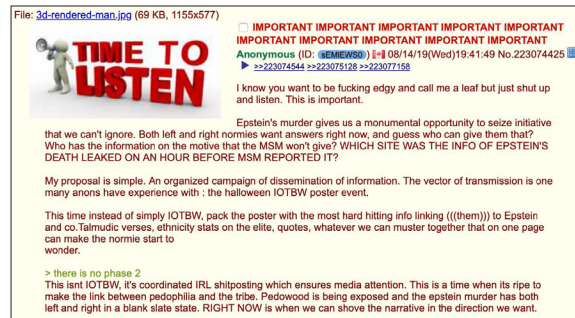 File: 3d-rendered-man.jpg (69 KB, 1155x577)
TIME TO
LISTEN
IMPORTANT IMPORTANT IMPORTANT IMPORTANT IMPORTANT
IMPORTANT IMPORTANT IMPORTANT IMPORTANT IMPORTANT
Anonymous (ID: sEMIEWS0) 08/14/19(Wed)19:41:49 No.223074425
>>223074544 >>223075128 >>223077158
I know you want to be fucking edgy and call me a leaf but just shut up
and listen. This is important.
Epstein's murder gives us a monumental opportunity to seize initiative
that we can't ignore. Both left and right normies want answers right now, and guess who can give them that?
Who has the information on the motive that the MSM won't give? WHICH SITE WAS THE INFO OF EPSTEIN'S
DEATH LEAKED ON AN HOUR BEFORE MSM REPORTED IT?
My proposal is simple. An organized campaign of dissemination of information. The vector of transmission is one
many anons have experience with : the halloween IOTBW poster event.
This time instead of simply IOTBW, pack the poster with the most hard hitting info linking (((them))) to Epstein
and co.Talmudic verses, ethnicity stats on the elite, quotes, whatever we can muster together that on one page
can make the normie start to
wonder.
> there is no phase 2
This isnt IOTBW, it's coordinated IRL shitposting which ensures media attention. This is a time when its ripe to
make the link between pedophilia and the tribe. Pedowood is being exposed and the epstein murder has both
left and right in a blank slate state. RIGHT NOW is when we can shove the narrative in the direction we want.